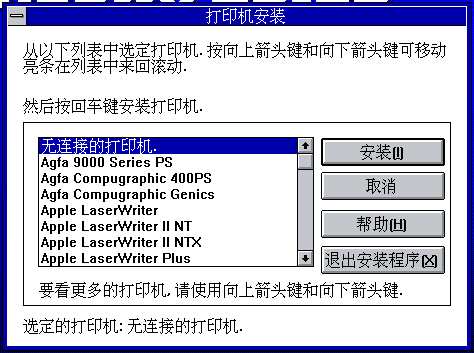 打印机安装
从以下列表中选定打印机. 按向上箭头键和向下箭头键可移动
亮条在列表中来回滚动.
然后按回车键安装打印机.
无连接的打印机.
Agfa 9000 Series PS
Agfa Compugraphic 400PS
Agfa Compugraphic Genics
Apple LaserWriter
Apple LaserWriter II NT
Apple LaserWriter II NTX
Apple LaserWriter Plus
安装(I)
取消
帮助(H)
退出安装程序(X)
要看更多的打印机, 请使用向上箭头键和向下箭头键.
选定的打印机: 无连接的打印机.